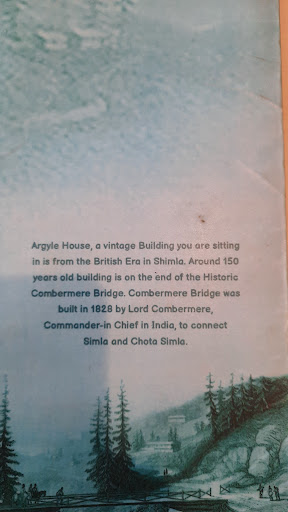 Argyle House, a vintage Building you are sitting
in is from the British Era in Shimla. Around 150
years old building is on the end of the Historic
Combermere Bridge. Combermere Bridge was
built in 1828 by Lord Combermere,
Commander-in Chief in India, to connect
Simla and Chota Simla.